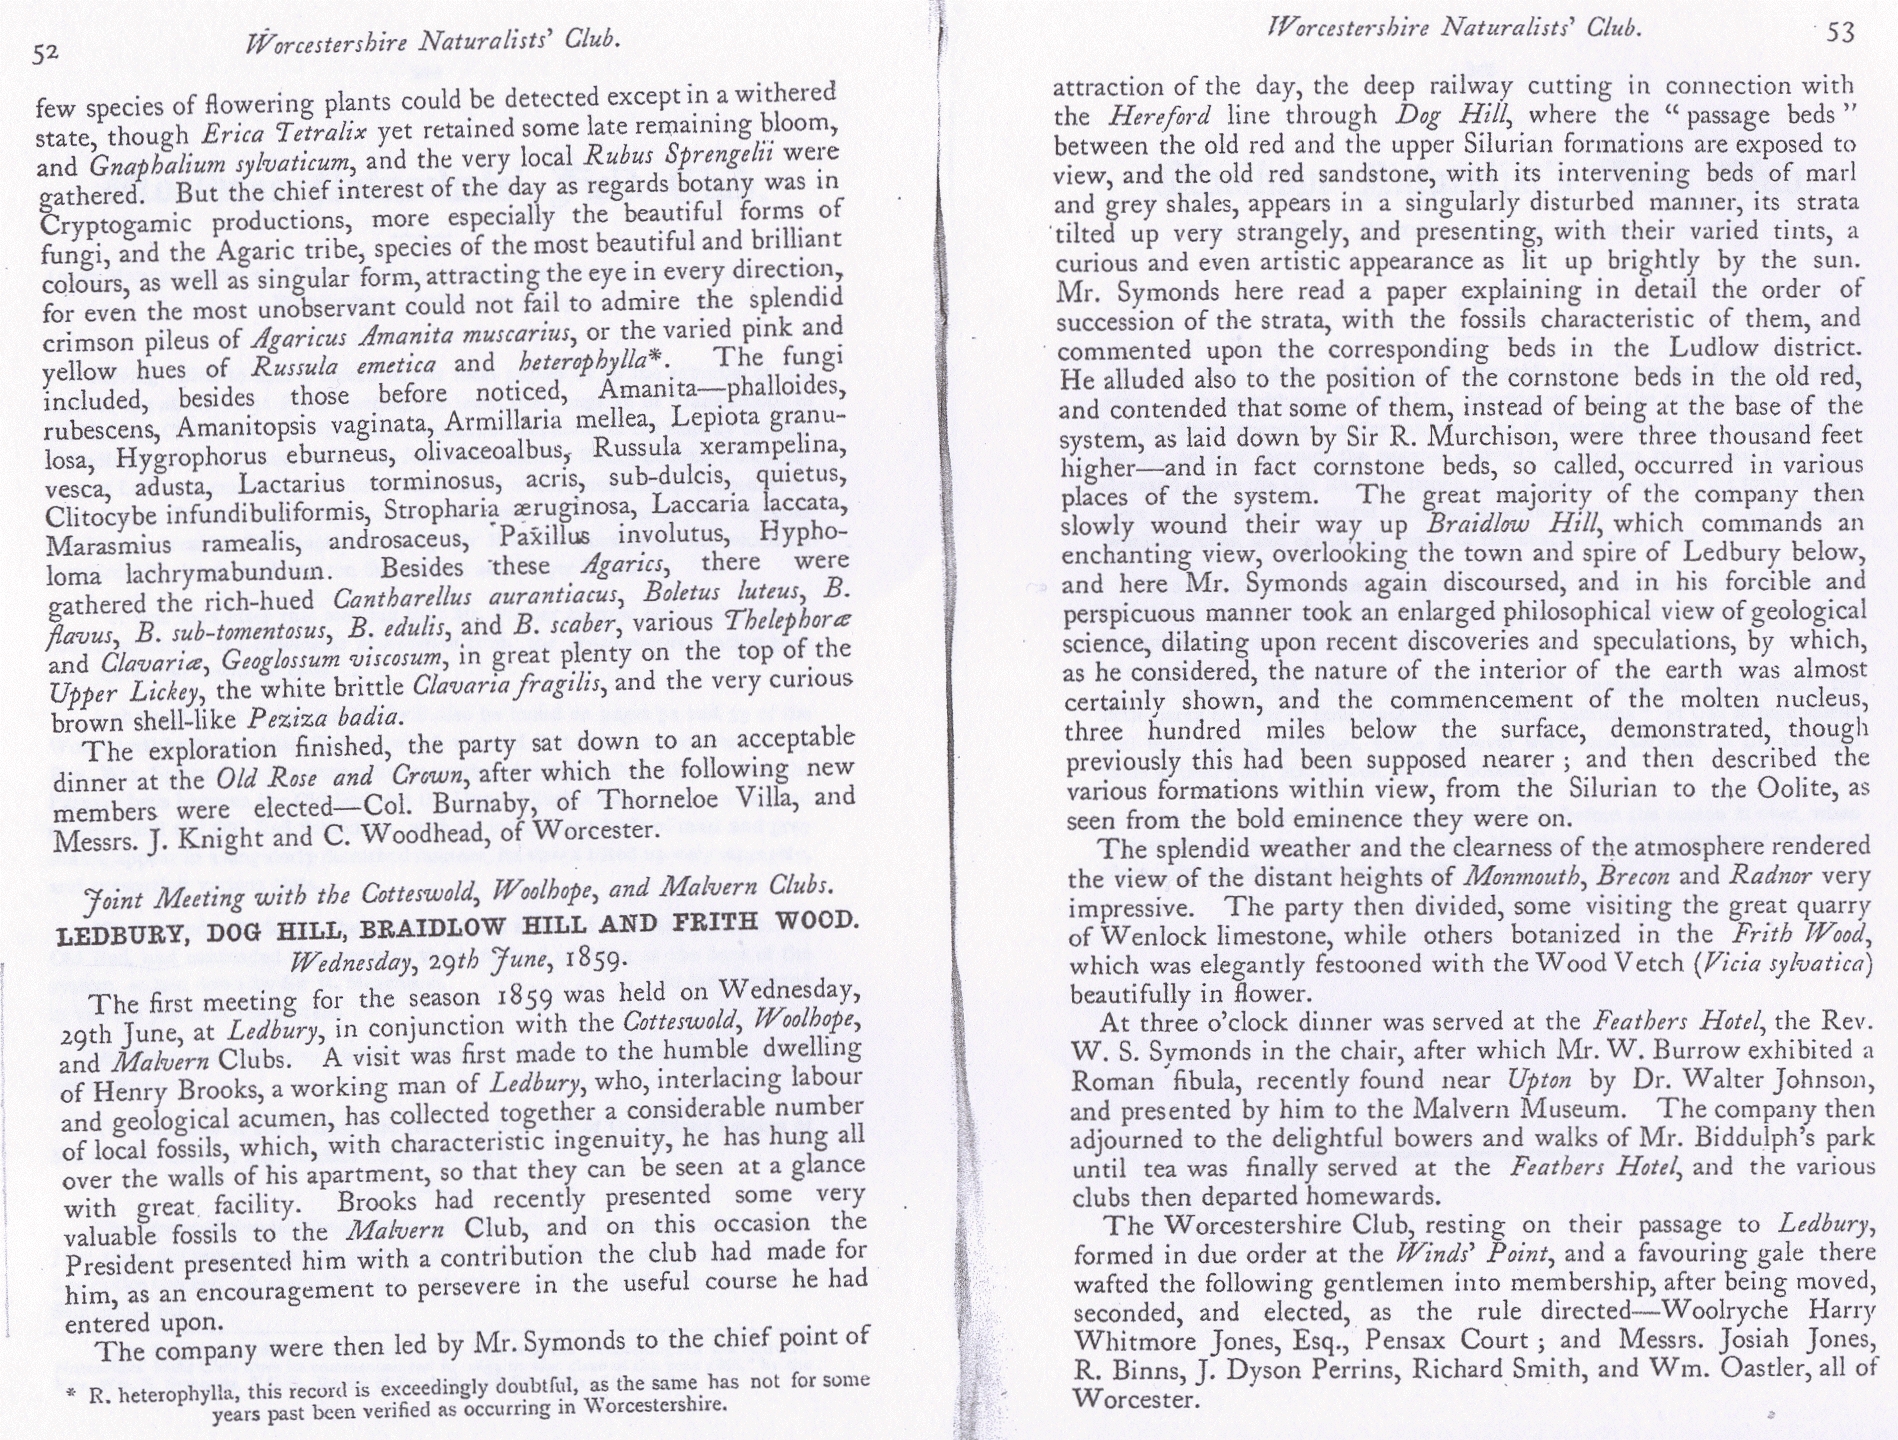 52
Worcestershire Naturalists' Club.
few species of flowering plants could be detected except in a withered
state, though Erica Tetralix yet retained some late remaining bloom,
and Gnaphalium sylvaticum, and the very local Rubus Sprengelii were
gathered. But the chief interest of the day as regards botany was in
Cryptogamic productions, more especially the beautiful forms of
fungi, and the Agaric tribe, species of the most beautiful and brilliant
colours, as well as singular form, attracting the eye in every direction,
for even the most unobservant could not fail to admire the splendid
crimson pileus of Agaricus Amanita muscarius, or the varied pink and
yellow hues of Russula emetica and heterophylla*. The fungi
included, besides those before noticed, Amanita—phalloides,
rubescens, Amanitopsis vaginata, Armillaria mellea, Lepiota granu-
losa, Hygrophorus eburneus, olivaceoalbus, Russula xerampelina,
vesca, adusta, Lactarius torminosus, acris, sub-dulcis, quietus,
Clitocybe infundibuliformis, Stropharia æruginosa, Laccaria laccata,
Marasmius ramealis, androsaceus, Paxillus involutus, Hypho-
loma lachrymabundum. Besides these Agarics, there were
gathered the rich-hued Cantharellus aurantiacus, Boletus luteus, B.
flavus, B. sub-tomentosus, B. edulis, and B. scaber, various Thelephoræ
and Clavariæ, Geoglossum viscosum, in great plenty on the top of the
Upper Lickey, the white brittle Clavaria fragilis, and the very curious
brown shell-like Peziza badia.
The exploration finished, the party sat down to an acceptable
dinner at the Old Rose and Crown, after which the following new
members were elected—Col. Burnaby, of Thorneloe Villa, and
Messrs. J. Knight and C. Woodhead, of Worcester.
Joint Meeting with the Cotteswold, Woolhope, and Malvern Clubs.
LEDBURY, DOG HILL, BRAIDLOW HILL AND FRITH WOOD.
Wednesday, 29th June, 1859.
The first meeting for the season 1859 was held on Wednesday,
29th June, at Ledbury, in conjunction with the Cotteswold, Woolhope,
and Malvern Clubs. A visit was first made to the humble dwelling
of Henry Brooks, a working man of Ledbury, who, interlacing labour
and geological acumen, has collected together a considerable number
of local fossils, which, with characteristic ingenuity, he has hung all
over the walls of his apartment, so that they can be seen at a glance
with great facility. Brooks had recently presented some very
valuable fossils to the Malvern Club, and on this occasion the
President presented him with a contribution the club had made for
him, as an encouragement to persevere in the useful course he had
entered upon.
The company were then led by Mr. Symonds to the chief point of
* R. heterophylla, this record is exceedingly doubtful, as the same has not for some
years past been verified as occurring in Worcestershire.
Worcestershire Naturalists' Club.
53
attraction of the day, the deep railway cutting in connection with
the Hereford line through Dog Hill, where the "passage beds"
between the old red and the upper Silurian formations are exposed to
view, and the old red sandstone, with its intervening beds of marl
and grey shales, appears in a singularly disturbed manner, its strata
tilted up very strangely, and presenting, with their varied tints, a
curious and even artistic appearance as lit up brightly by the sun.
Mr. Symonds here read a paper explaining in detail the order of
succession of the strata, with the fossils characteristic of them, and
commented upon the corresponding beds in the Ludlow district.
He alluded also to the position of the cornstone beds in the old red,
and contended that some of them, instead of being at the base of the
system, as laid down by Sir R. Murchison, were three thousand feet
higher—and in fact cornstone beds, so called, occurred in various
places of the system. The great majority of the company then
slowly wound their way up Braidlow Hill, which commands an
enchanting view, overlooking the town and spire of Ledbury below,
and here Mr. Symonds again discoursed, and in his forcible and
perspicuous manner took an enlarged philosophical view of geological
science, dilating upon recent discoveries and speculations, by which,
as he considered, the nature of the interior of the earth was almost
certainly shown, and the commencement of the molten nucleus,
three hundred miles below the surface, demonstrated, though
previously this had been supposed nearer; and then described the
various formations within view, from the Silurian to the Oolite, as
seen from the bold eminence they were on.
The splendid weather and the clearness of the atmosphere rendered
the view of the distant heights of Monmouth, Brecon and Radnor very
impressive. The party then divided, some visiting the great quarry
of Wenlock limestone, while others botanized in the Frith Wood,
which was elegantly festooned with the Wood Vetch (Vicia sylvatica)
beautifully in flower.
At three o'clock dinner was served at the Feathers Hotel, the Rev.
W. S. Symonds in the chair, after which Mr. W. Burrow exhibited a
Roman fibula, recently found near Upton by Dr. Walter Johnson,
and presented by him to the Malvern Museum. The company then
adjourned to the delightful bowers and walks of Mr. Biddulph's park
until tea was finally served at the Feathers Hotel, and the various
clubs then departed homewards.
The Worcestershire Club, resting on their passage to Ledbury,
formed in due order at the Winds' Point, and a favouring gale there
wafted the following gentlemen into membership, after being moved,
seconded, and elected, as the rule directed—Woolryche Harry
Whitmore Jones, Esq., Pensax Court; and Messrs. Josiah Jones,
R. Binns, J. Dyson Perrins, Richard Smith, and Wm. Oastler, all of
Worcester.